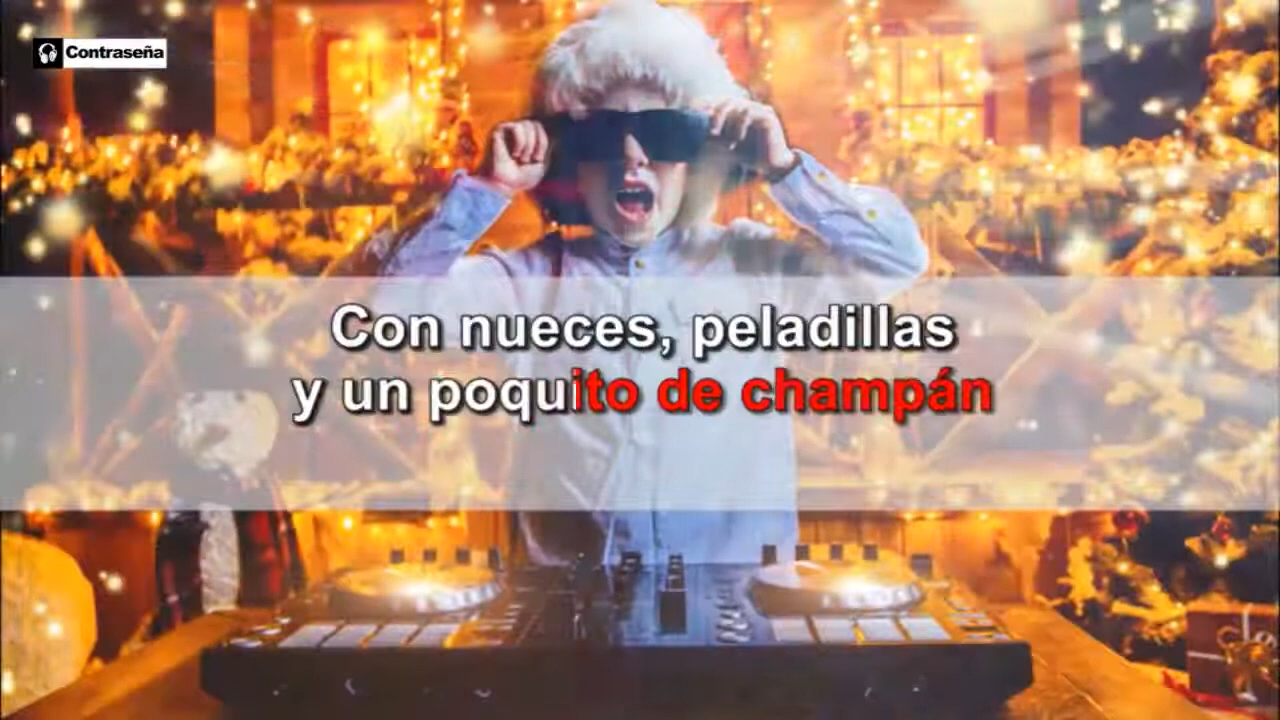 Contraseña
Con nueces, peladillas
y un poquito de champán